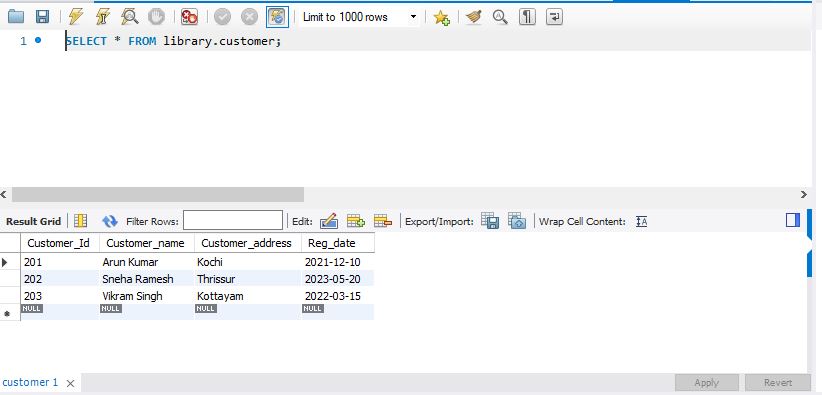 Limit to 1000 rows
1 SELECT * FROM library.customer;
Result Grid Filter Rows: Edit: Export/Import: Wrap Cell Content:
Customer_Id Customer_name Customer_address Reg_date
201 Arun Kumar Kochi 2021-12-10
202 Sneha Ramesh Thrissur 2023-05-20
203 Vikram Singh Kottayam 2022-03-15
NULL NULL NULL NULL
customer 1 Apply Revert